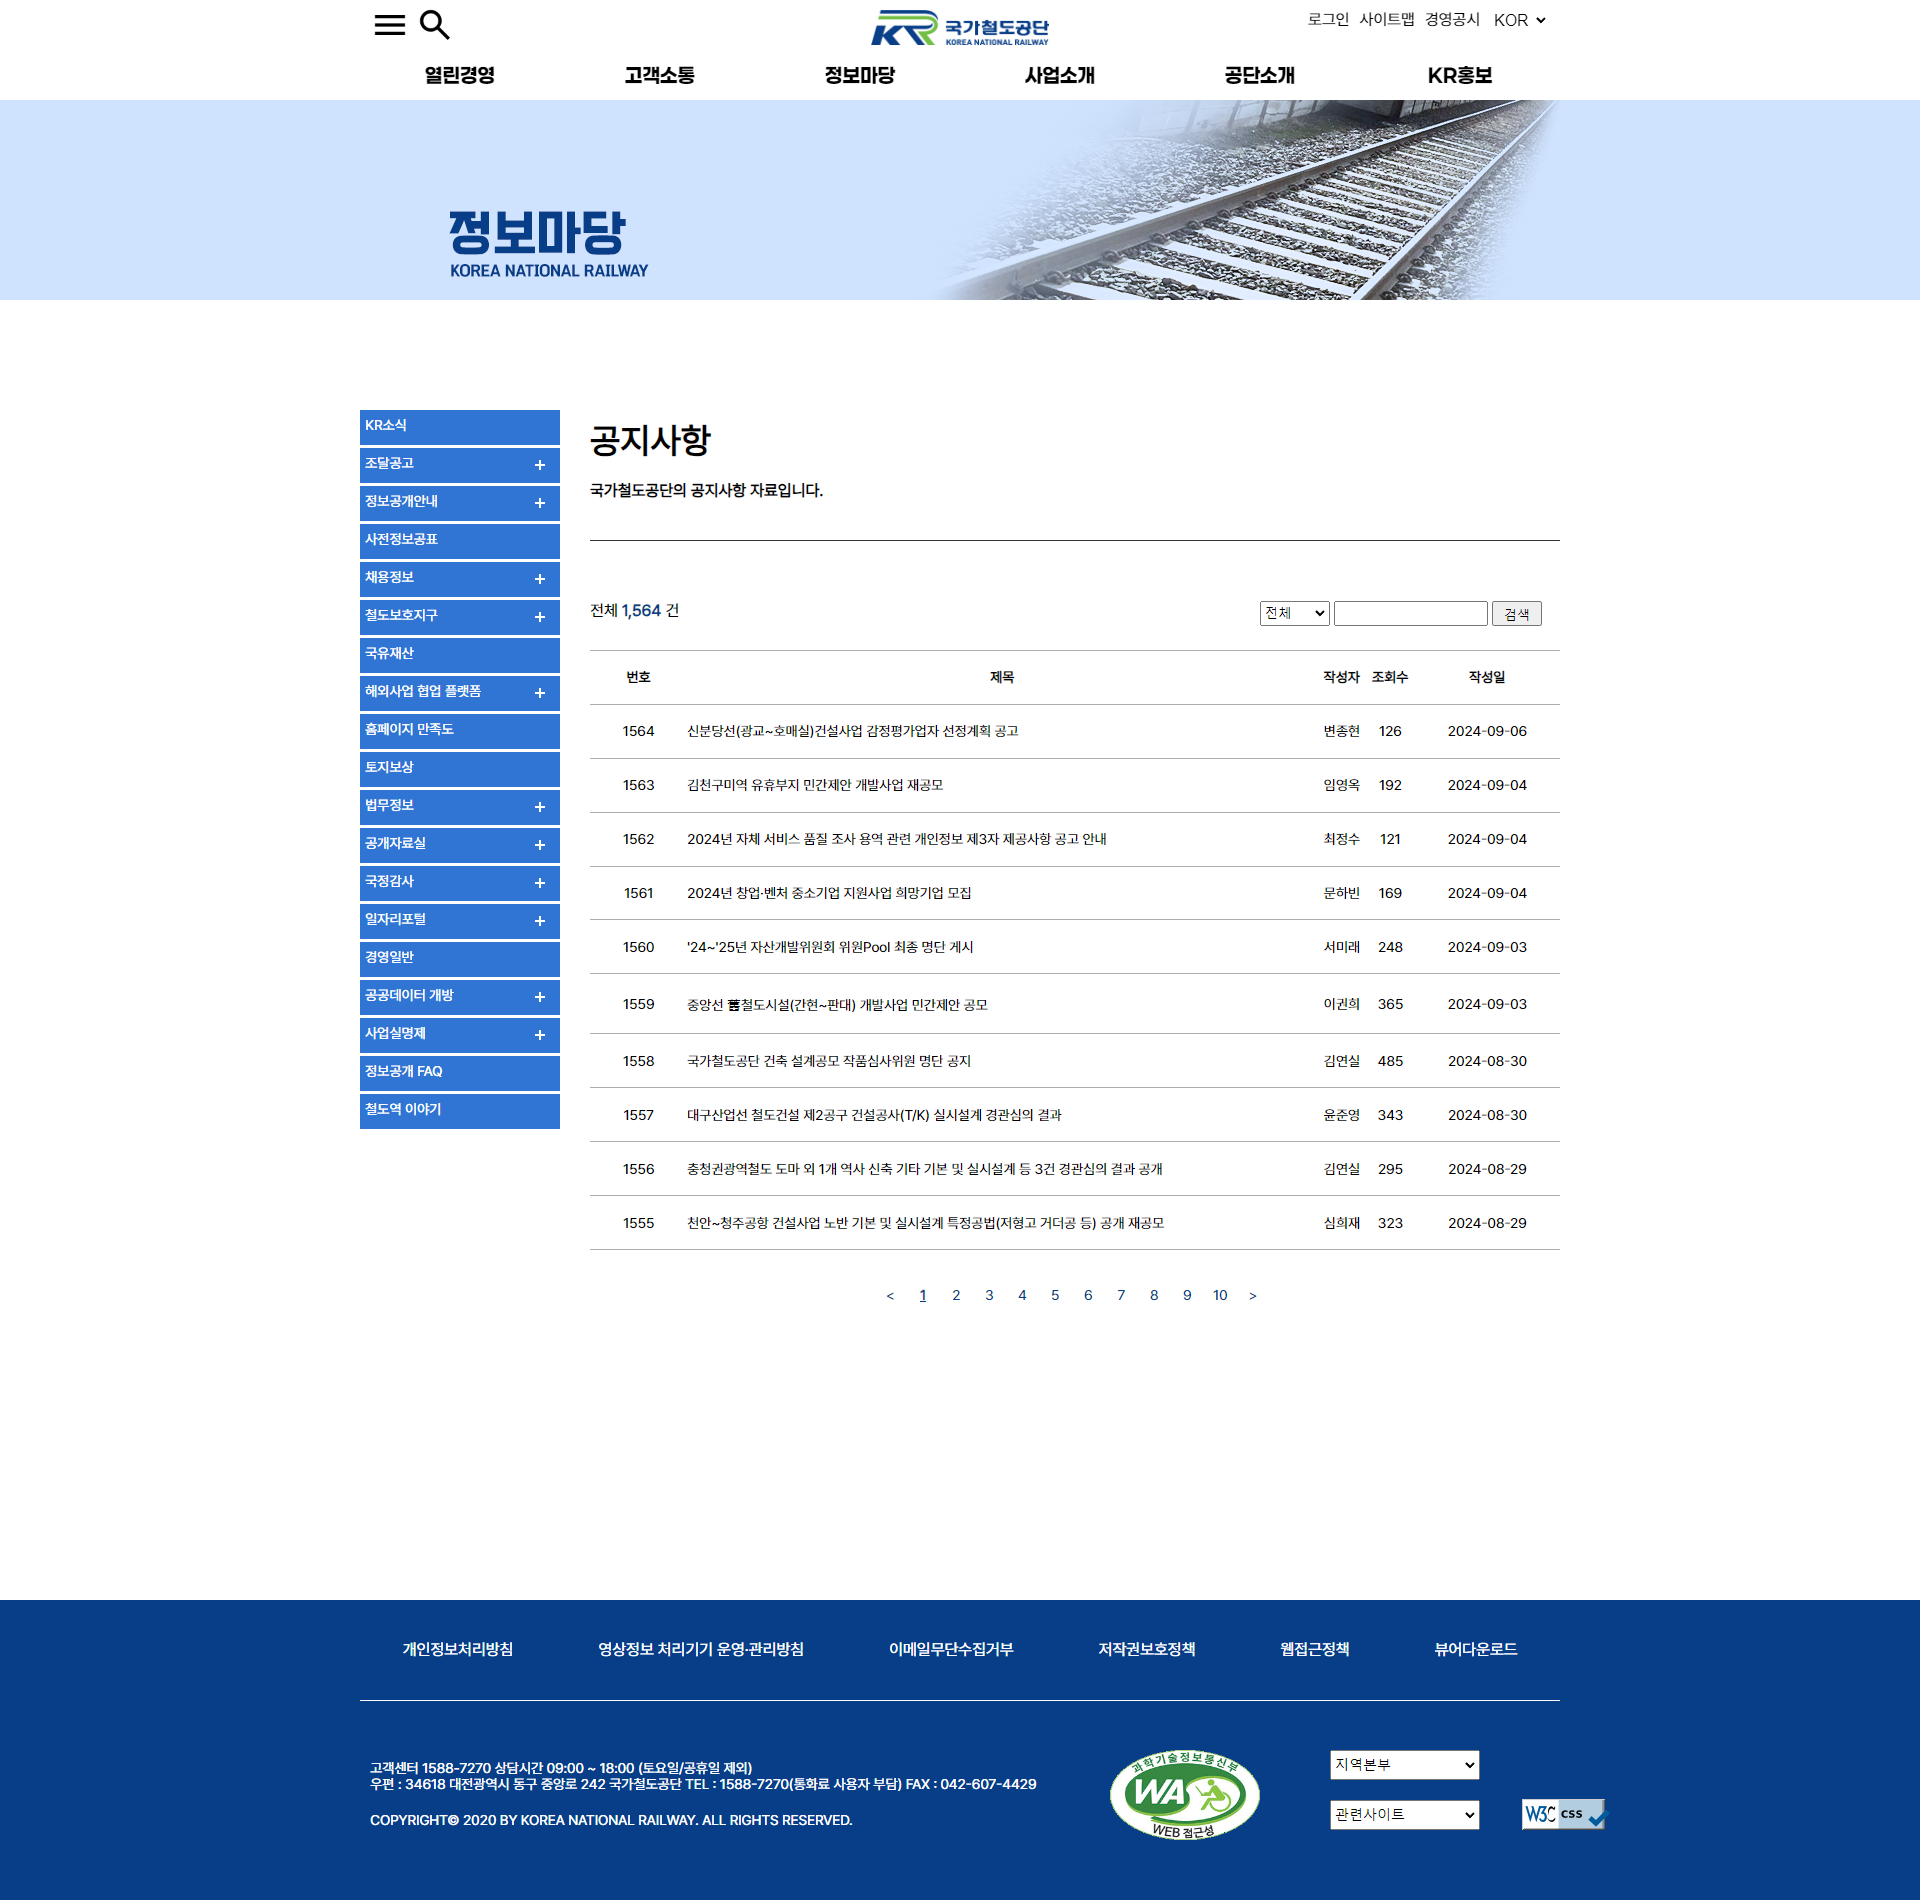 국가철도공단
KOREA NATIONAL RAILWAY
로그인 사이트맵 경영공시 KOR
열린경영 고객소통 정보마당 사업소개 공단소개 KR홍보
정보마당
KOREA NATIONAL RAILWAY
KR소식
조달공고
정보공개안내
사전정보공표
채용정보
철도보호지구
국유재산
해외사업 협업 플랫폼
홈페이지 만족도
토지보상
법무정보
공개자료실
국정감사
일자리포털
경영일반
공공데이터 개방
사업실명제
정보공개 FAQ
철도역 이야기
공지사항
국가철도공단의 공지사항 자료입니다.
전체 1,564 건
전체 검색
번호 제목 작성자 조회수 작성일
1564 신분당선(광교~호매실)건설사업 감정평가업자 선정계획 공고 변종현 126 2024-09-06
1563 김천구미역 유휴부지 민간제안 개발사업 재공모 임영옥 192 2024-09-04
1562 2024년 자체 서비스 품질 조사 용역 관련 개인정보 제3자 제공사항 공고 안내 최정수 121 2024-09-04
1561 2024년 창업·벤처 중소기업 지원사업 희망기업 모집 문하빈 169 2024-09-04
1560 '24~'25년 자산개발위원회 위원Pool 최종 명단 게시 서미래 248 2024-09-03
1559 중앙선 舊철도시설(간현~판대) 개발사업 민간제안 공모 이권희 365 2024-09-03
1558 국가철도공단 건축 설계공모 작품심사위원 명단 공지 김연실 485 2024-08-30
1557 대구산업선 철도건설 제2공구 건설공사(T/K) 실시설계 경관심의 결과 윤준영 343 2024-08-30
1556 충청권광역철도 도마 외 1개 역사 신축 기타 기본 및 실시설계 등 3건 경관심의 결과 공개 김연실 295 2024-08-29
1555 천안~청주공항 건설사업 노반 기본 및 실시설계 특정공법(저형고 거더공 등) 공개 재공모 심희재 323 2024-08-29
< 1 2 3 4 5 6 7 8 9 10 >
개인정보처리방침 영상정보 처리기기 운영·관리방침 이메일무단수집거부 저작권보호정책 웹접근정책 뷰어다운로드
고객센터 1588-7270 상담시간 09:00 ~ 18:00 (토요일/공휴일 제외)
우편 : 34618 대전광역시 동구 중앙로 242 국가철도공단 TEL : 1588-7270(통화료 사용자 부담) FAX : 042-607-4429
COPYRIGHT© 2020 BY KOREA NATIONAL RAILWAY. ALL RIGHTS RESERVED.
과학기술정보통신부
WA
WEB 접근성
지역본부
관련사이트
W3C css